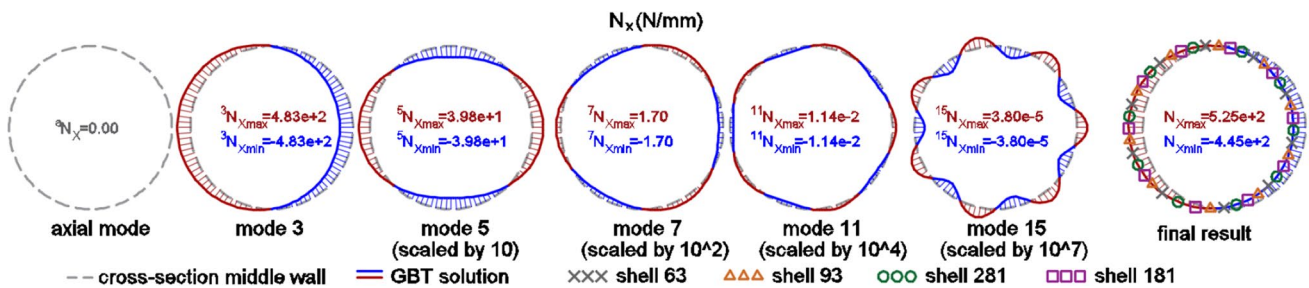 Nx(N/mm)
ᵃNx=0.00
³Nxmax=4.83e+2
³Nxmin=-4.83e+2
⁵Nxmax=3.98e+1
⁵Nxmin=-3.98e+1
⁷Nxmax=1.70
⁷Nxmin=-1.70
¹¹Nxmax=1.14e-2
¹¹Nxmin=-1.14e-2
¹⁵Nxmax=3.80e-5
¹⁵Nxmin=-3.80e-5
Nxmax=5.25e+2
Nxmin=-4.45e+2
axial mode
mode 3
mode 5
(scaled by 10)
mode 7
(scaled by 10^2)
mode 11
(scaled by 10^4)
mode 15
(scaled by 10^7)
final result
cross-section middle wall
GBT solution
shell 63
shell 93
shell 281
shell 181